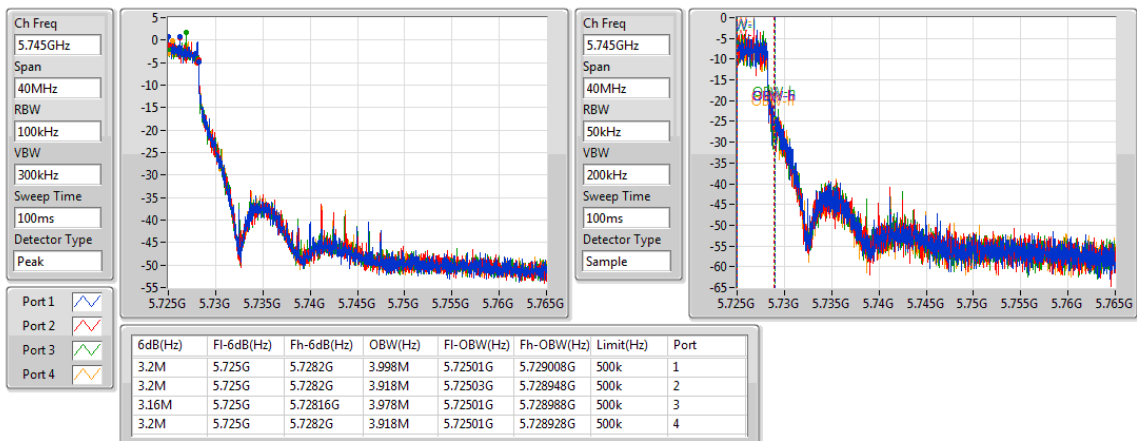 Ch Freq
5.745GHz
Span
40MHz
RBW
100kHz
VBW
300kHz
Sweep Time
100ms
Detector Type
Peak
5
0
-5
-10
-15
-20
-25
-30
-35
-40
-45
-50
-55
5.725G 5.73G 5.735G 5.74G 5.745G 5.75G 5.755G 5.76G 5.765G
Ch Freq
5.745GHz
Span
40MHz
RBW
50kHz
VBW
200kHz
Sweep Time
100ms
Detector Type
Sample
0
-5
-10
-15
-20
-25
-30
-35
-40
-45
-50
-55
-60
-65
5.725G 5.73G 5.735G 5.74G 5.745G 5.75G 5.755G 5.76G 5.765G
Port 1
Port 2
Port 3
Port 4
6dB(Hz) Fl-6dB(Hz) Fh-6dB(Hz) OBW(Hz) Fl-OBW(Hz) Fh-OBW(Hz) Limit(Hz) Port
3.2M 5.725G 5.7282G 3.998M 5.72501G 5.729008G 500k 1
3.2M 5.725G 5.7282G 3.918M 5.72503G 5.728948G 500k 2
3.16M 5.725G 5.72816G 3.978M 5.72501G 5.728988G 500k 3
3.2M 5.725G 5.7282G 3.918M 5.72501G 5.728928G 500k 4